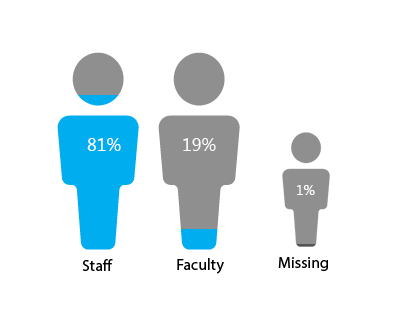 81%
19%
1%
Staff
Faculty
Missing